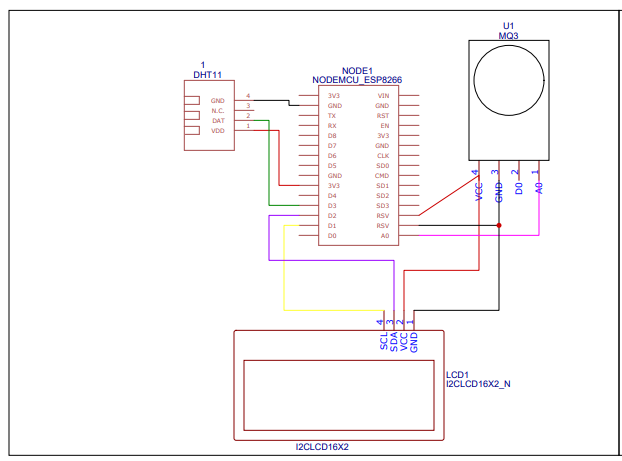 U1
MQ3
1
DHT11
NODE1
NODEMCU_ESP8266
GND 4
N.C. 3
DAT 2
VDD 1
3V3 VIN
GND GND
TX RST
RX EN
D8 3V3
D7 GND
D6 CLK
D5 SD0
GND CMD
3V3 SD1
D4 SD2
D3 SD3
D2 RSV
D1 RSV
D0 A0
4 3 2 1
VCC GND D0 A0
4 3 2 1
SCL SDA VCC GND
LCD1
I2CLCD16X2_N
I2CLCD16X2